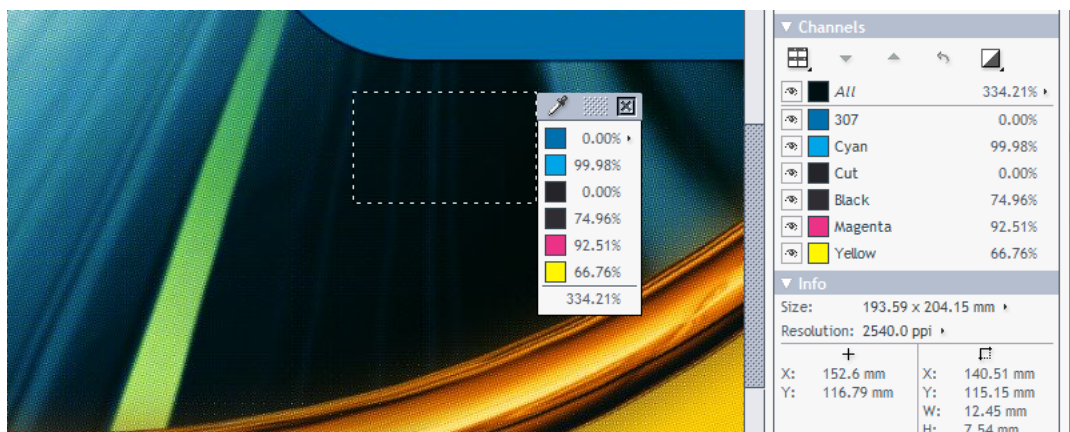 0.00%
99.98%
0.00%
74.96%
92.51%
66.76%
334.21%
Channels
All 334.21%
307 0.00%
Cyan 99.98%
Cut 0.00%
Black 74.96%
Magenta 92.51%
Yellow 66.76%
Info
Size: 193.59 x 204.15 mm
Resolution: 2540.0 ppi
X: 152.6 mm X: 140.51 mm
Y: 116.79 mm Y: 115.15 mm
W: 12.45 mm
H: 7.54 mm